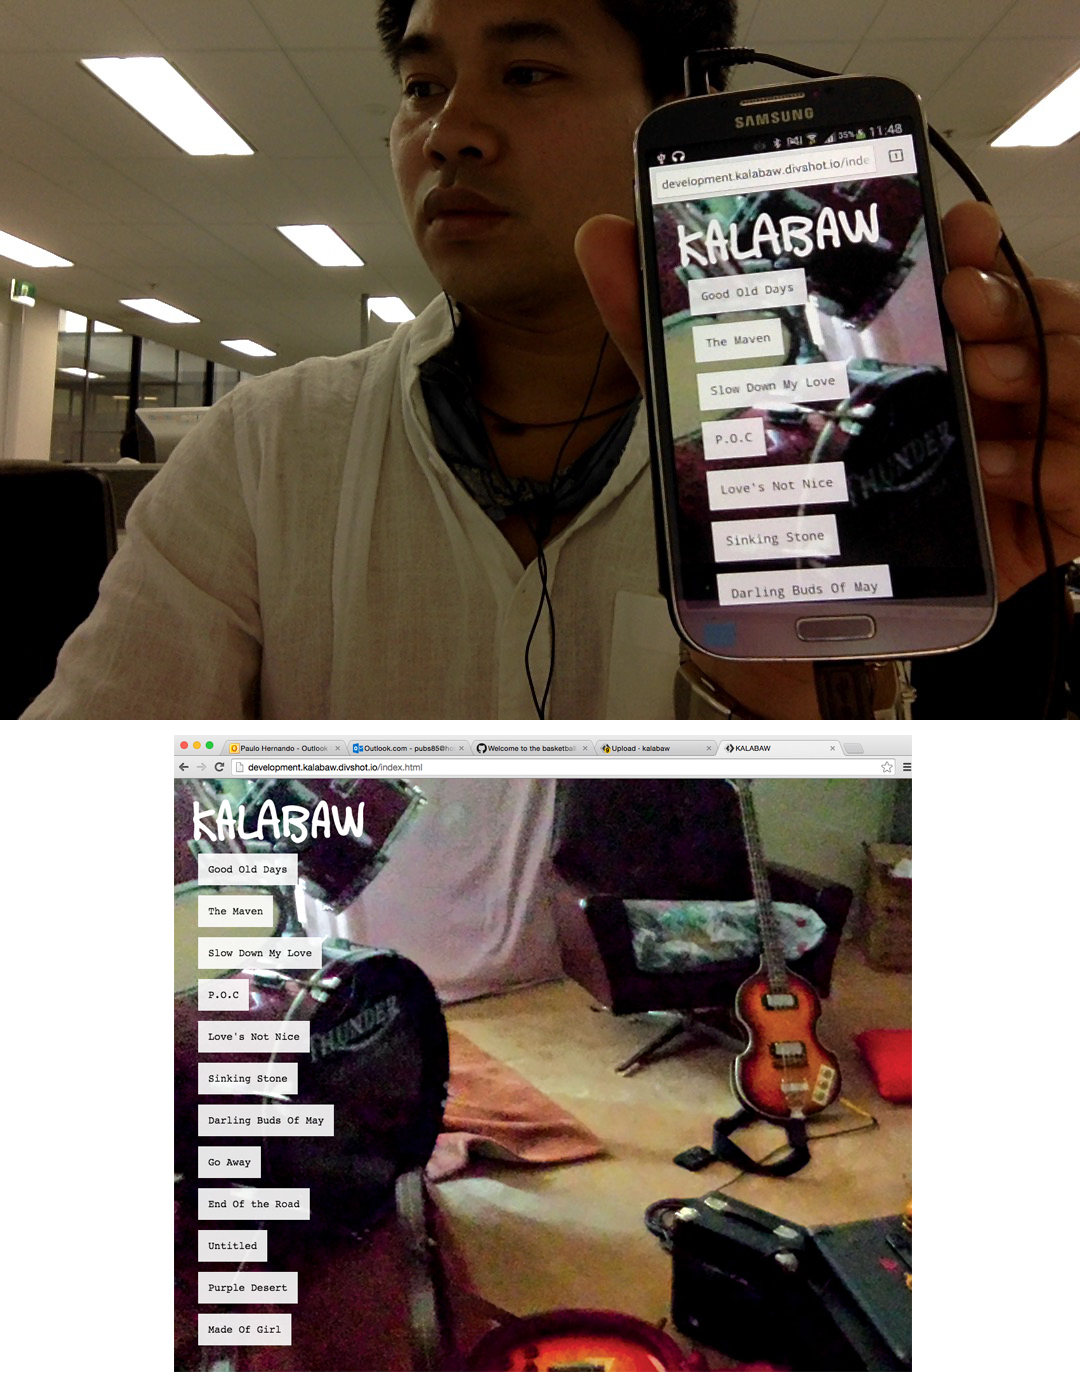 SAMSUNG
35% 11:48
development.kalabaw.divshot.io/inde
KALABAW
Good Old Days
The Maven
Slow Down My Love
P.O.C
Love's Not Nice
Sinking Stone
Darling Buds Of May
THUNDER
Paulo Hernando - Outlook
Outlook.com - pubs85@ho
Welcome to the basketbal
Upload - kalabaw
KALABAW
development.kalabaw.divshot.io/index.html
KALABAW
Good Old Days
The Maven
Slow Down My Love
P.O.C
Love's Not Nice
THUNDER
Sinking Stone
Darling Buds Of May
Go Away
End Of the Road
Untitled
Purple Desert
Made Of Girl